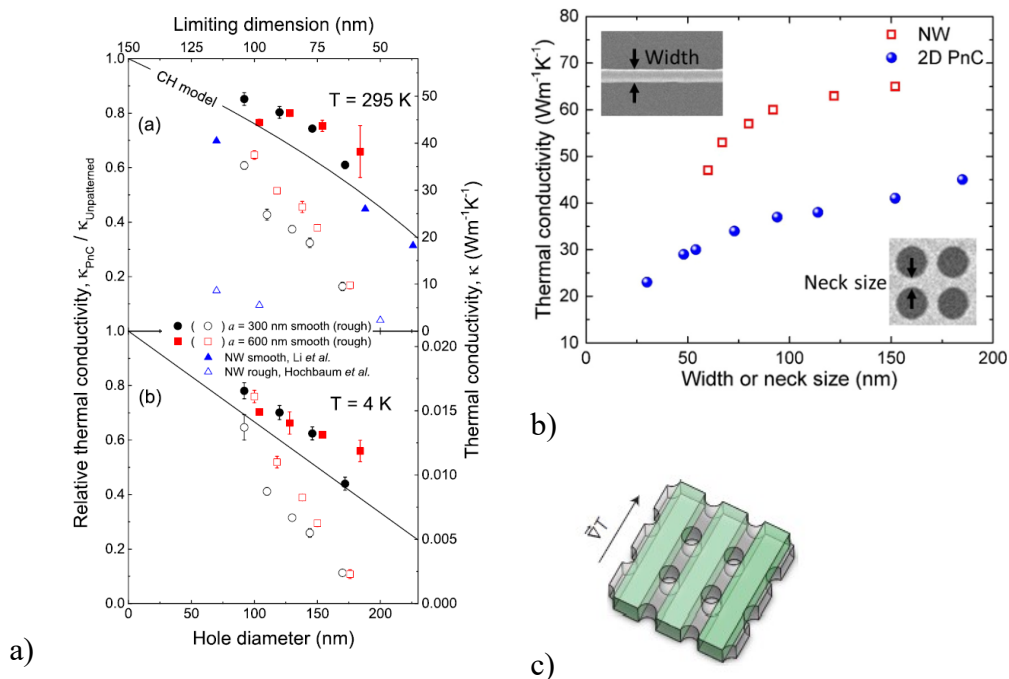 Limiting dimension (nm)
150 125 100 75 50
1.0
0.8
0.6
0.4
0.2
1.0
0.8
0.6
0.4
0.2
0.0
Relative thermal conductivity, κPnC / κUnpatterned
CH model
T = 295 K
(a)
50
40
30
20
10
0
0.020
0.015
0.010
0.005
0.000
Thermal conductivity, κ (Wm⁻¹K⁻¹)
( ) a = 300 nm smooth (rough)
( ) a = 600 nm smooth (rough)
NW smooth, Li et al.
NW rough, Hochbaum et al.
(b)
T = 4 K
0 50 100 150 200
Hole diameter (nm)
a)
80
70
60
50
40
30
20
10
Thermal conductivity (Wm⁻¹K⁻¹)
Width
NW
2D PnC
Neck size
0 50 100 150 200
Width or neck size (nm)
b)
∇T
c)